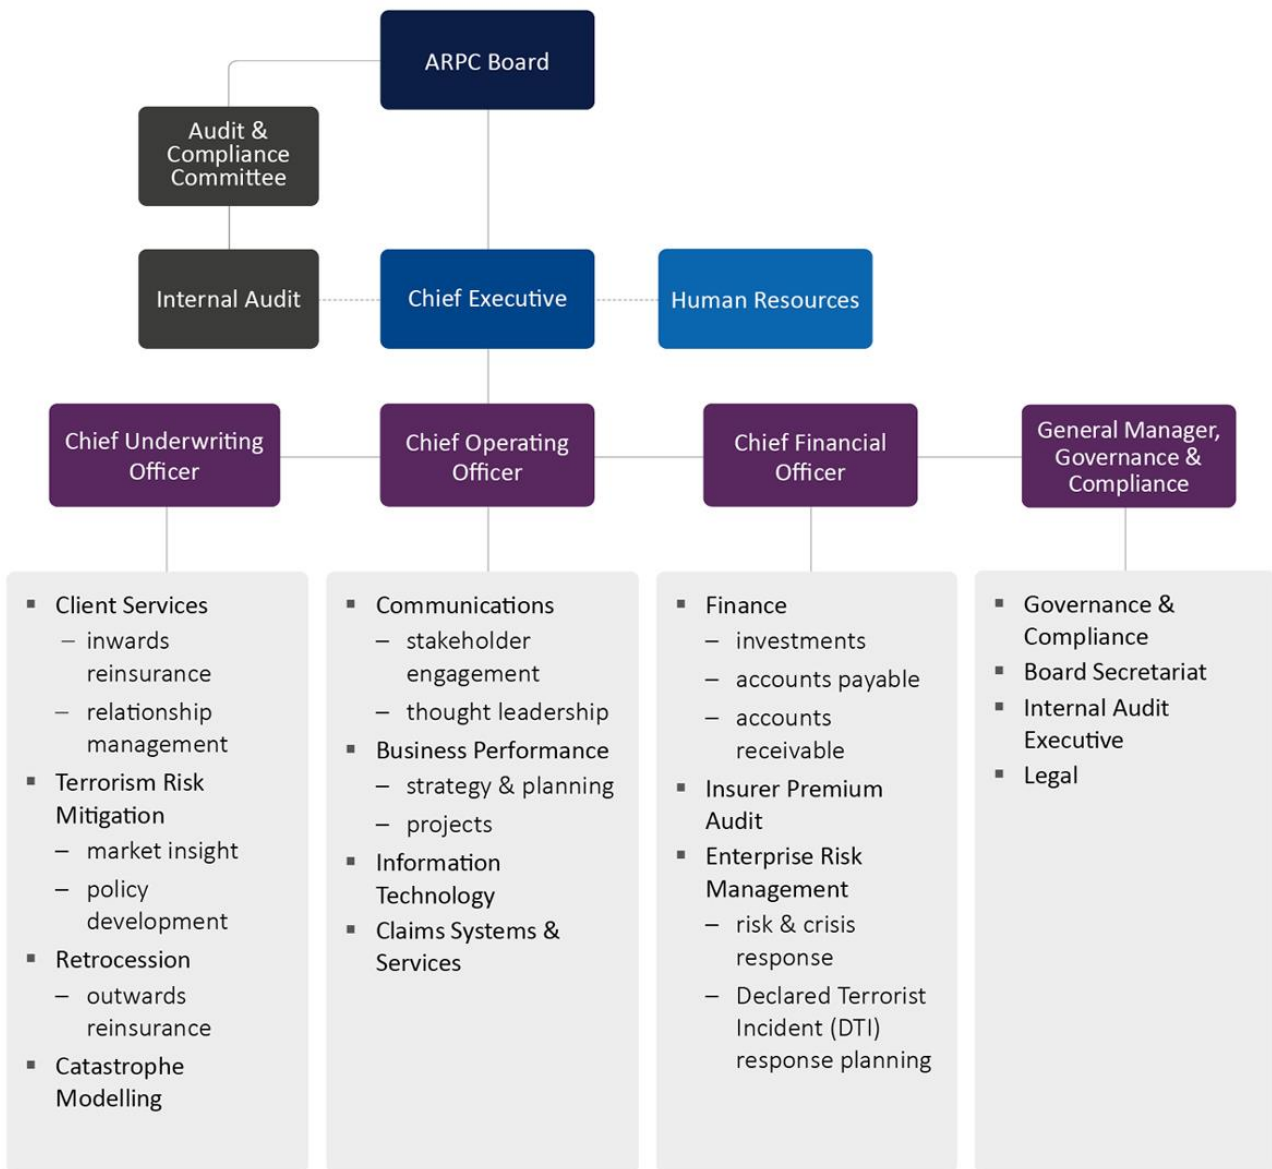 ARPC Board
Audit &
Compliance
Committee
Internal Audit
Chief Executive
Human Resources
Chief Underwriting
Officer
Chief Operating
Officer
Chief Financial
Officer
General Manager,
Governance &
Compliance
▪ Client Services
– inwards
reinsurance
– relationship
management
▪ Terrorism Risk
Mitigation
– market insight
– policy
development
▪ Retrocession
– outwards
reinsurance
▪ Catastrophe
Modelling
▪ Communications
– stakeholder
engagement
– thought leadership
▪ Business Performance
– strategy & planning
– projects
▪ Information
Technology
▪ Claims Systems &
Services
▪ Finance
– investments
– accounts payable
– accounts
receivable
▪ Insurer Premium
Audit
▪ Enterprise Risk
Management
– risk & crisis
response
– Declared Terrorist
Incident (DTI)
response planning
▪ Governance &
Compliance
▪ Board Secretariat
▪ Internal Audit
Executive
▪ Legal